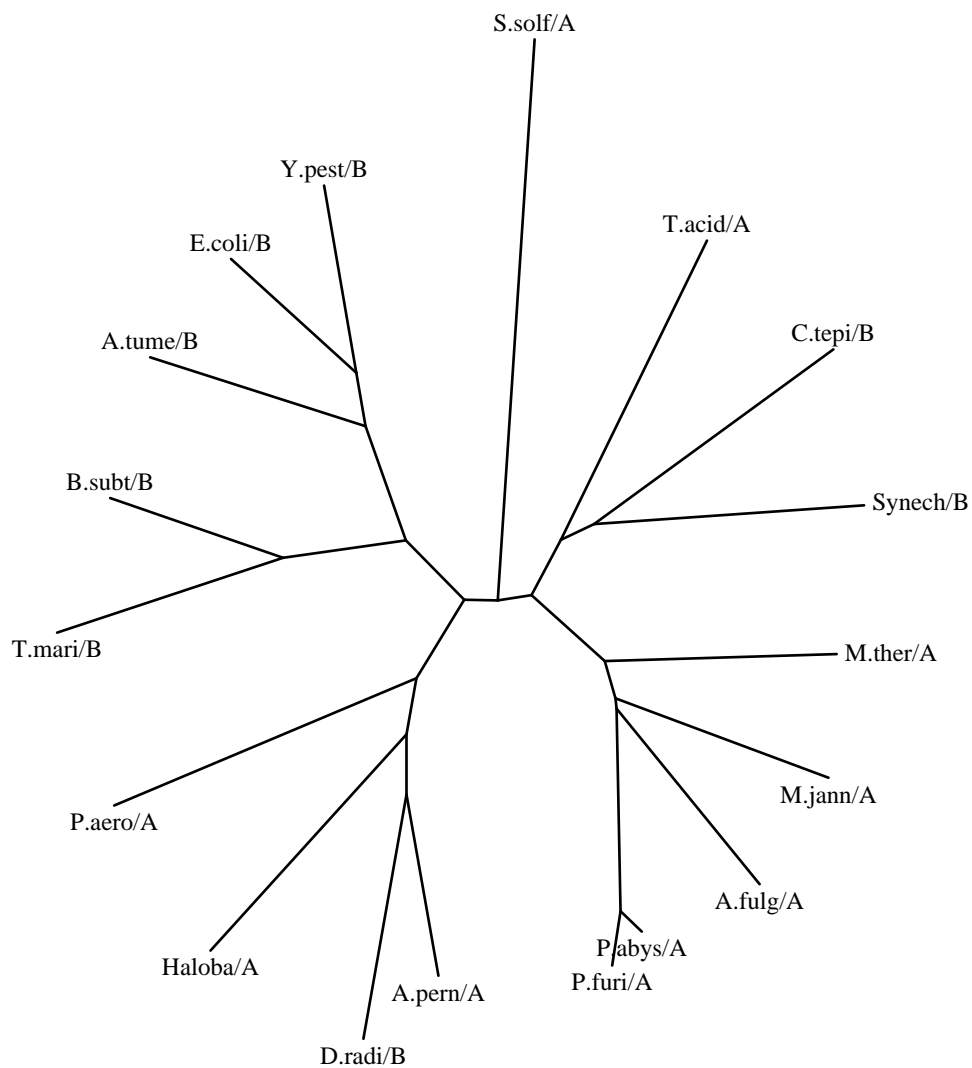 S.solf/A
Y.pest/B
T.acid/A
E.coli/B
C.tepi/B
A.tume/B
B.subt/B
Synech/B
T.mari/B
M.ther/A
M.jann/A
P.aero/A
A.fulg/A
P.abys/A
Haloba/A
P.furi/A
A.pern/A
D.radi/B